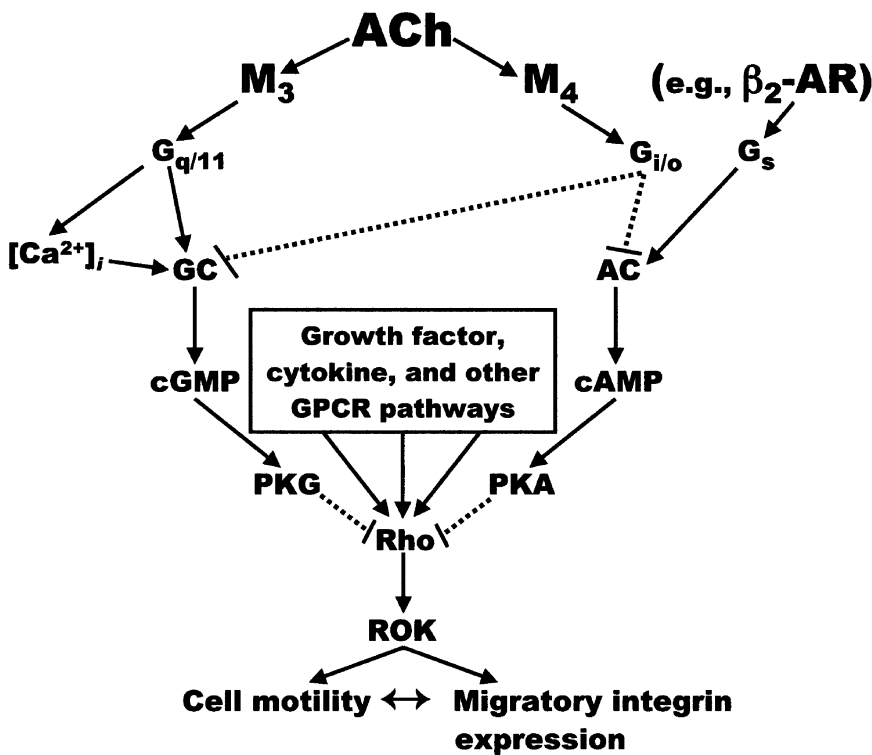 ACh
M₃
M₄
(e.g., β₂-AR)
Gq/11
Gi/o
Gs
[Ca²⁺]i
GC
AC
Growth factor,
cytokine, and other
GPCR pathways
cGMP
cAMP
PKG
PKA
Rho
ROK
Cell motility ↔ Migratory integrin
expression